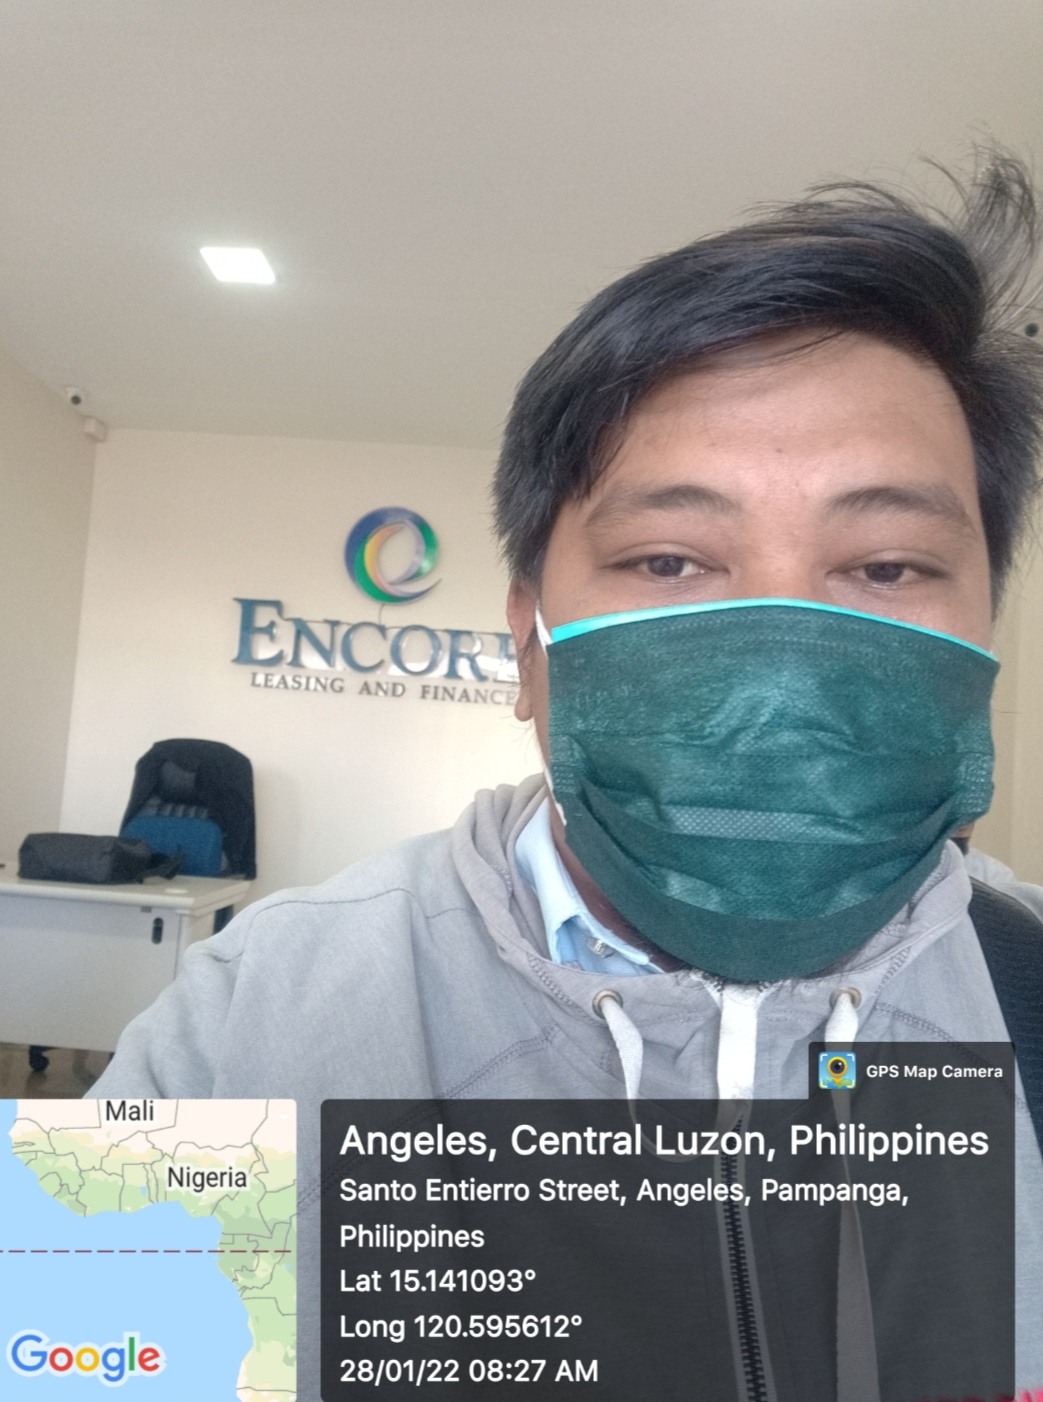 ENCORE
LEASING AND FINANCE
GPS Map Camera
Mali
Nigeria
Google
Angeles, Central Luzon, Philippines
Santo Entierro Street, Angeles, Pampanga,
Philippines
Lat 15.141093°
Long 120.595612°
28/01/22 08:27 AM